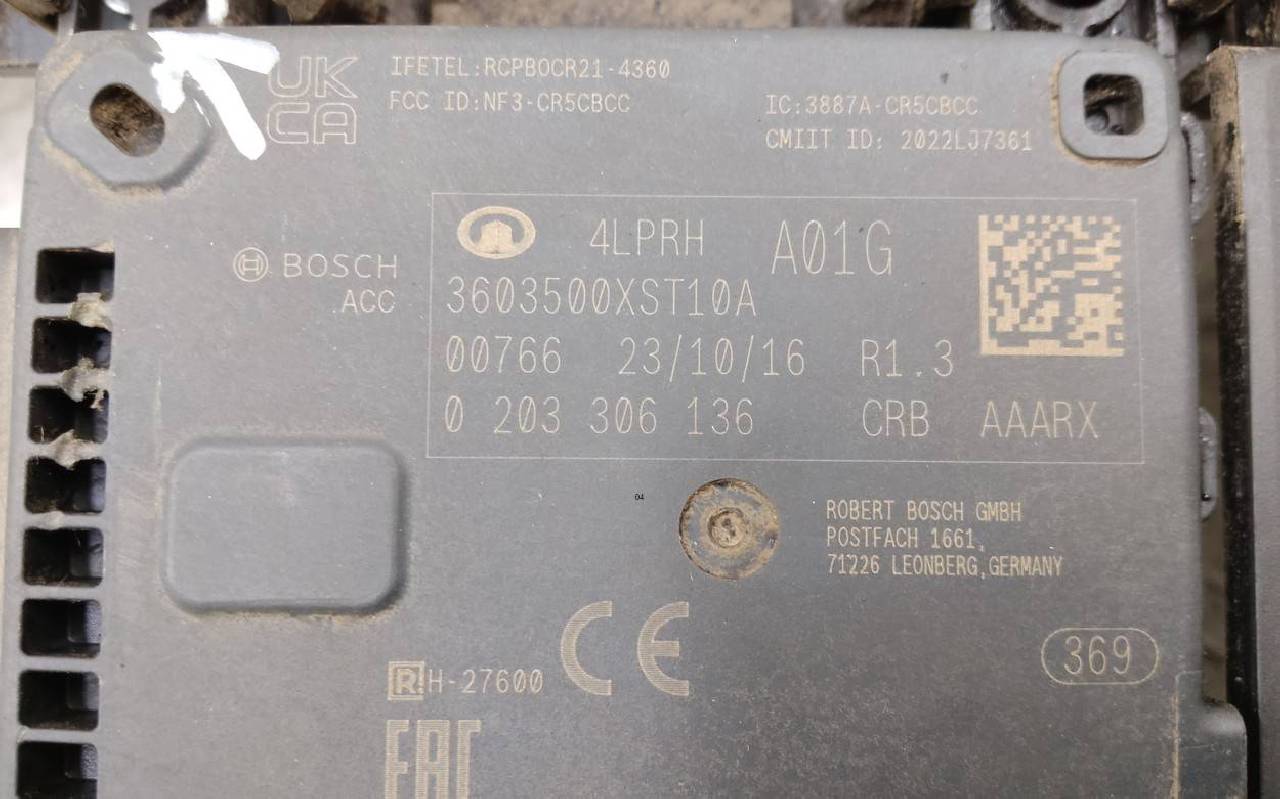 UK
CA
IFETEL:RCPBOCR21-4360
FCC ID:NF3-CR5CBCC
IC:3887A-CR5CBCC
CMIIT ID: 2022LJ7361
BOSCH
ACC
4LPRH A01G
3603500XST10A
00766 23/10/16 R1.3
0 203 306 136 CRB AAARX
04
ROBERT BOSCH GMBH
POSTFACH 1661,
71226 LEONBERG,GERMANY
CE
369
R H-27600
EAC